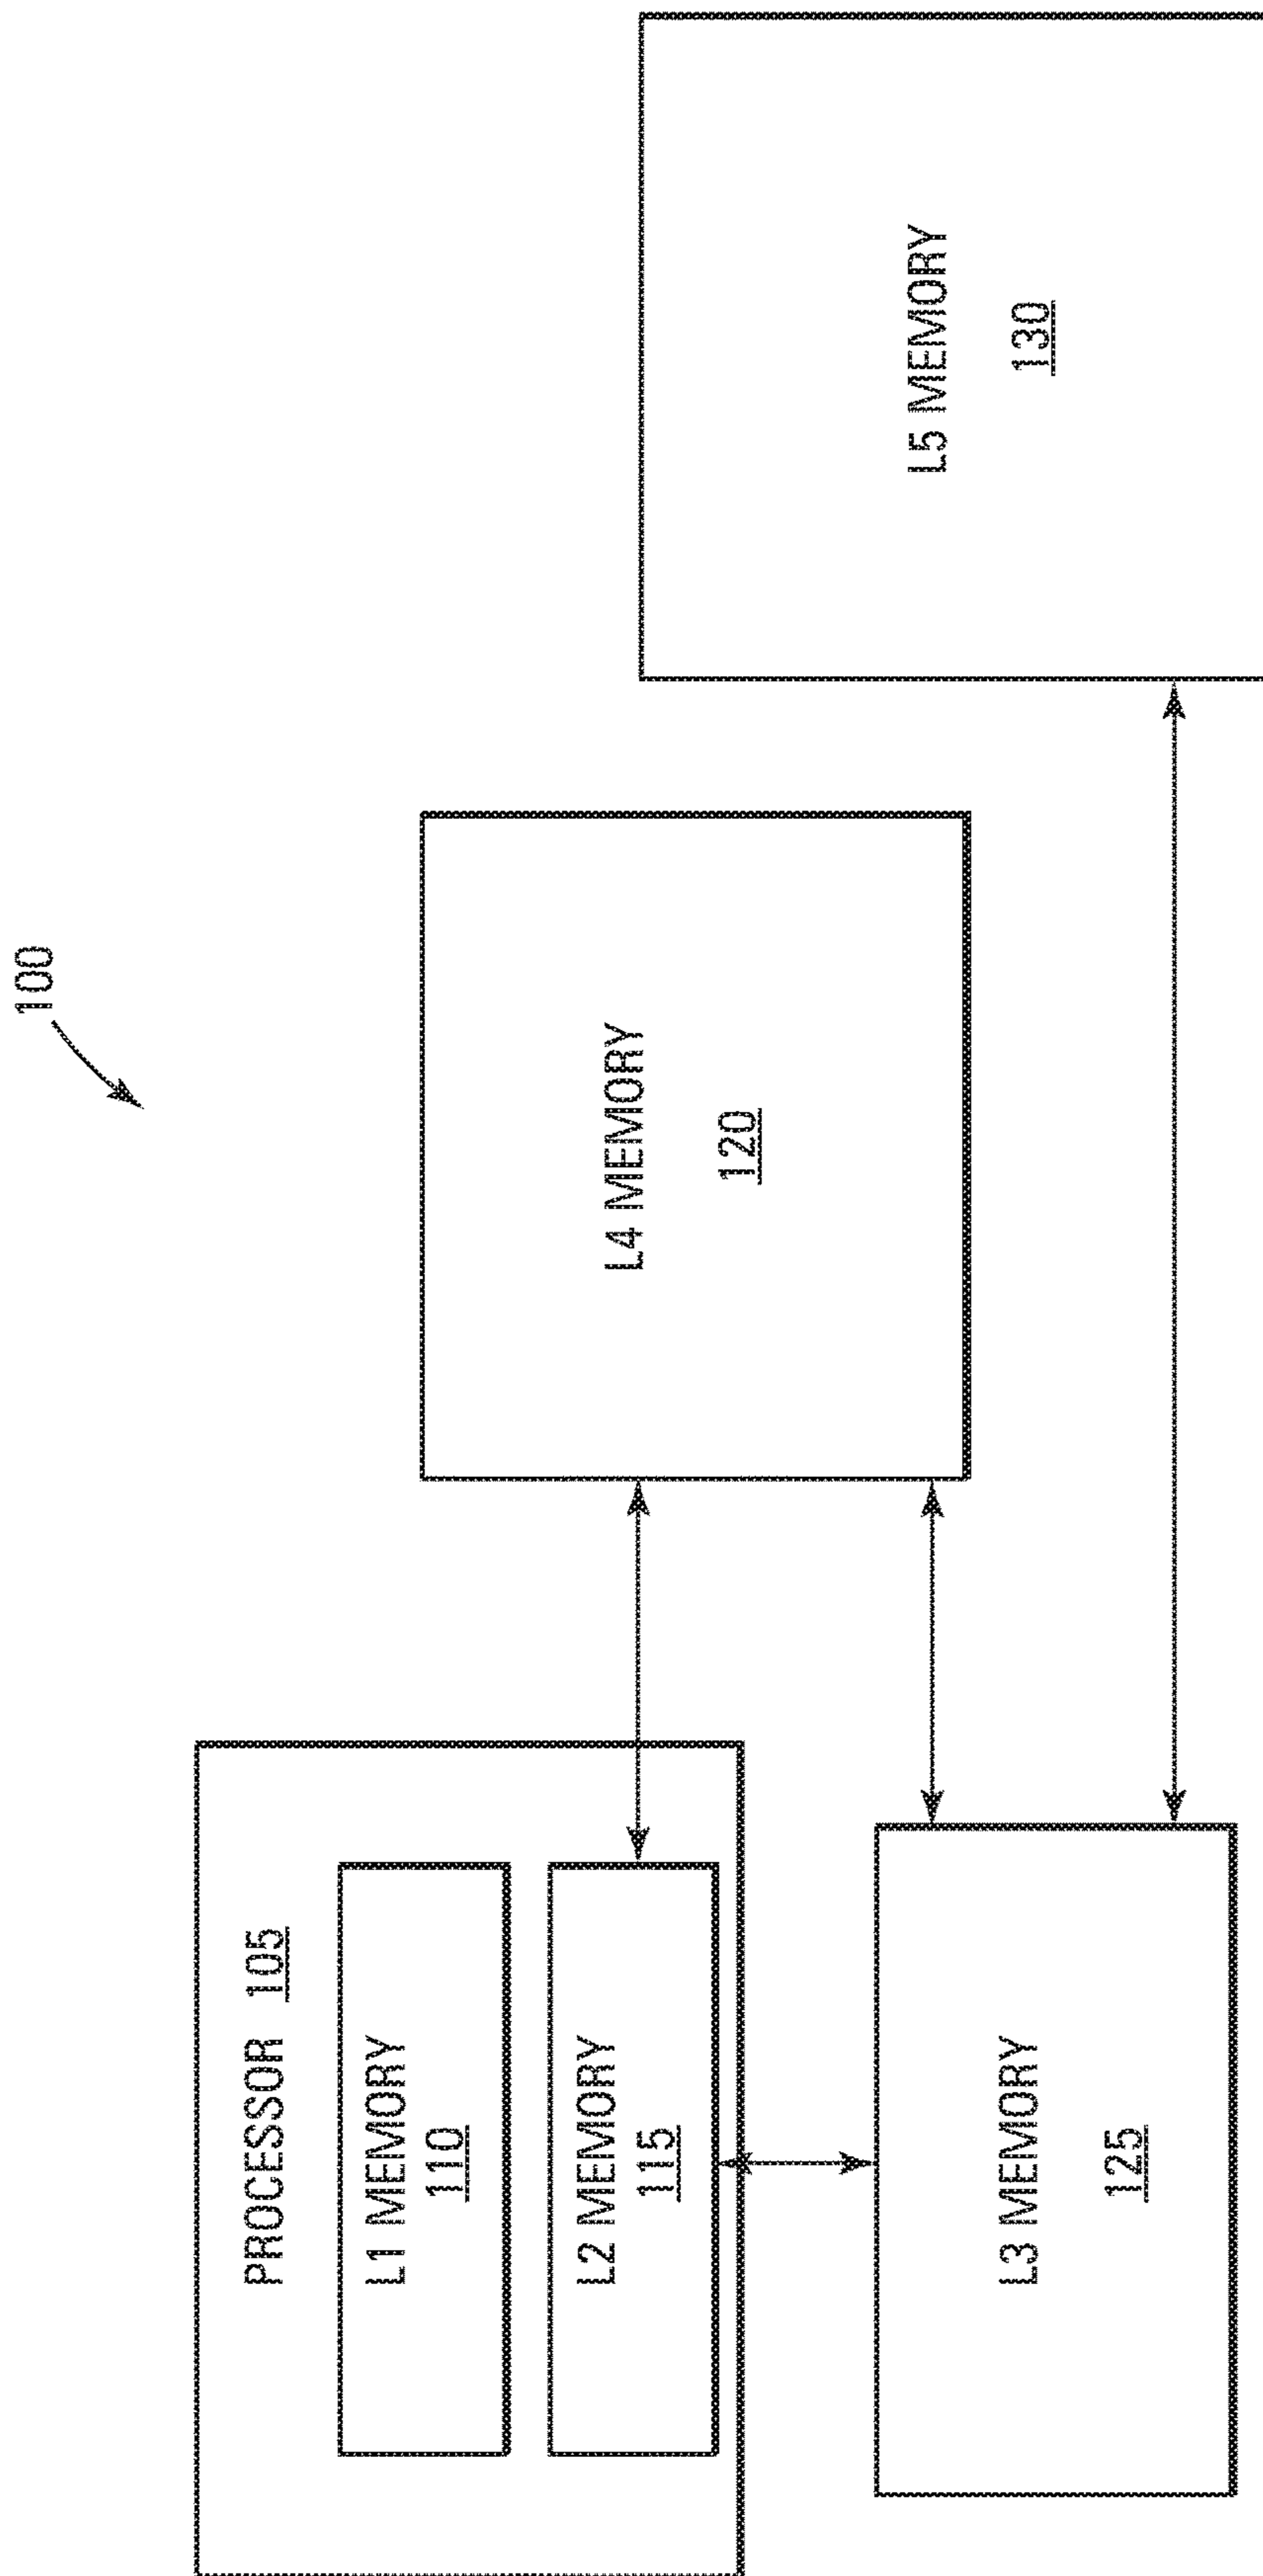 100
PROCESSOR 105
L1 MEMORY
110
L2 MEMORY
115
L4 MEMORY
120
L3 MEMORY
125
L5 MEMORY
130